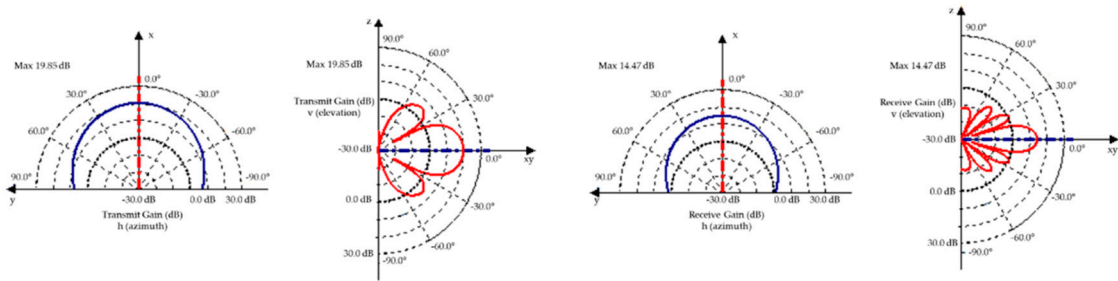 x
Max 19.85 dB
0.0°
30.0°
-30.0°
60.0°
-60.0°
90.0°
-90.0°
y
-30.0 dB
0.0 dB
30.0 dB
Transmit Gain (dB)
h (azimuth)
z
90.0°
Max 19.85 dB
60.0°
Transmit Gain (dB)
v (elevation)
30.0°
-30.0 dB
0.0°
xy
-30.0°
0.0 dB
-60.0°
30.0 dB
-90.0°
x
Max 14.47 dB
0.0°
30.0°
-30.0°
60.0°
-60.0°
90.0°
-90.0°
y
-30.0 dB
0.0 dB
30.0 dB
Receive Gain (dB)
h (azimuth)
z
90.0°
Max 14.47 dB
60.0°
Receive Gain (dB)
v (elevation)
30.0°
-30.0 dB
0.0°
xy
-30.0°
0.0 dB
-60.0°
30.0 dB
-90.0°